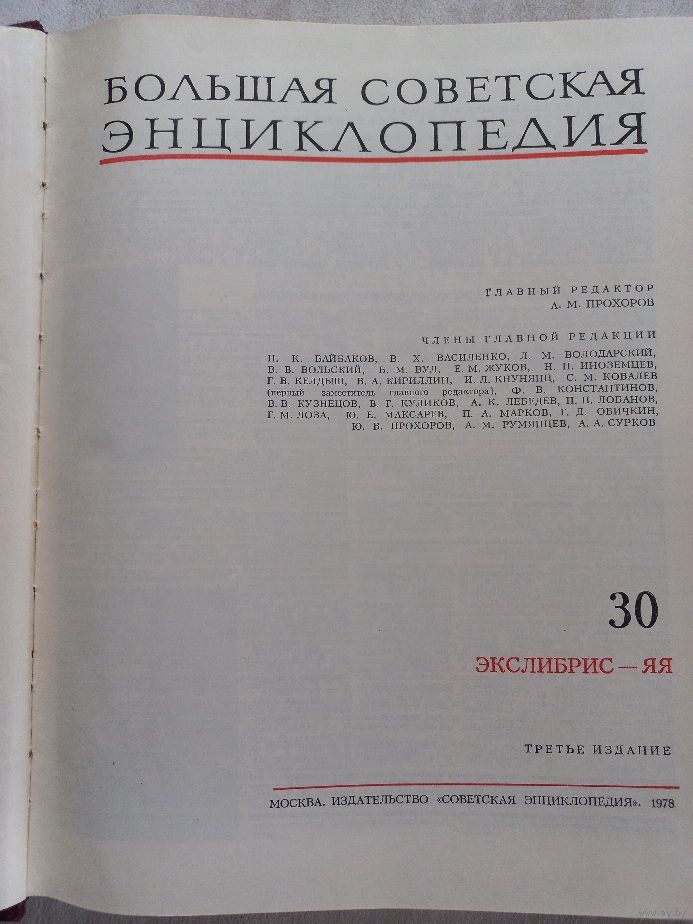 БОЛЬШАЯ СОВЕТСКАЯ
ЭНЦИКЛОПЕДИЯ
ГЛАВНЫЙ РЕДАКТОР
А. М. ПРОХОРОВ
ЧЛЕНЫ ГЛАВНОЙ РЕДАКЦИИ
Н. К. БАЙБАКОВ, В. Х. ВАСИЛЕНКО, Л. М. ВОЛОДАРСКИЙ,
В. В. ВОЛЬСКИЙ, Б. М. ВУЛ, Е. М. ЖУКОВ, Н. Н. ИНОЗЕМЦЕВ,
Г. В. КЕЛДЫШ, В. А. КИРИЛЛИН, И. Л. КНУНЯНЦ, С. М. КОВАЛЕВ
(первый заместитель главного редактора), Ф. В. КОНСТАНТИНОВ,
В. В. КУЗНЕЦОВ, В. Г. КУЛИКОВ, А. К. ЛЕБЕДЕВ, П. П. ЛОБАНОВ,
Г. М. ЛОЗА, Ю. Е. МАКСАРЕВ, П. А. МАРКОВ, Г. Д. ОБИЧКИН,
Ю. В. ПРОХОРОВ, А. М. РУМЯНЦЕВ, А. А. СУРКОВ
30
ЭКСЛИБРИС — ЯЯ
ТРЕТЬЕ ИЗДАНИЕ
МОСКВА. ИЗДАТЕЛЬСТВО «СОВЕТСКАЯ ЭНЦИКЛОПЕДИЯ». 1978